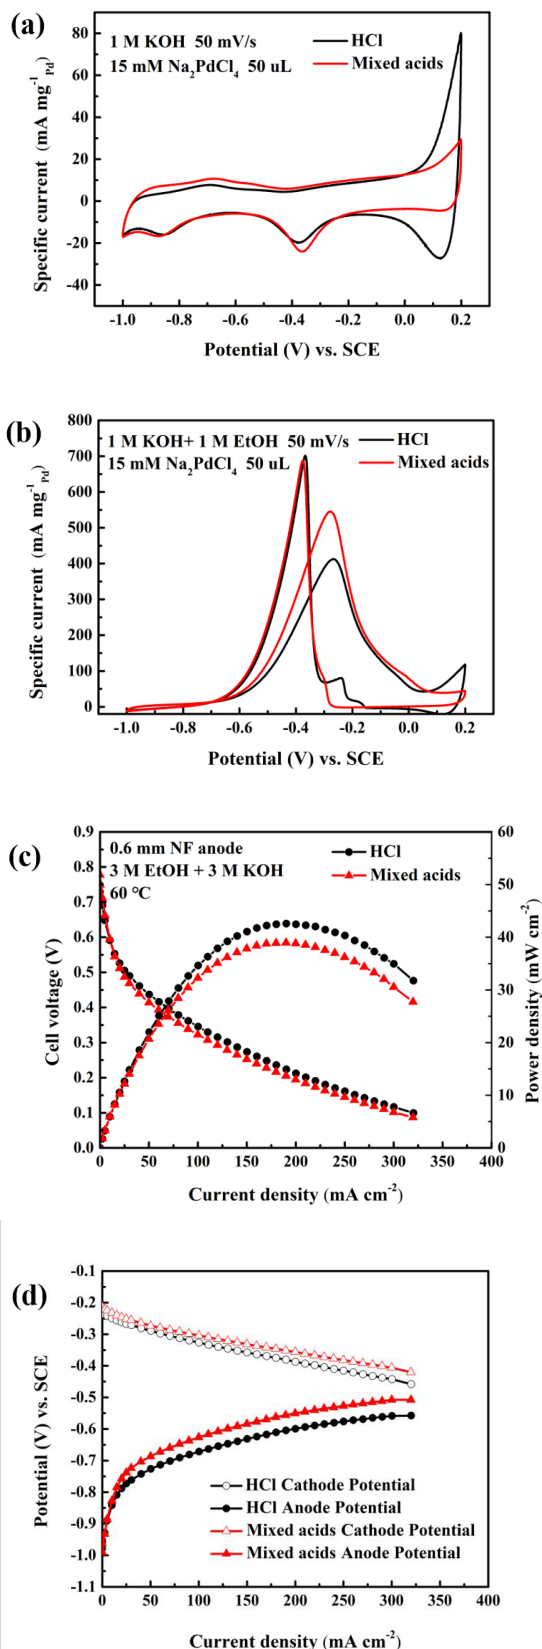 (a)
1 M KOH 50 mV/s
15 mM Na2PdCl4 50 uL
HCl
Mixed acids
80
60
40
20
0
-20
-40
Specific current (mA mg-1Pd)
-1.0 -0.8 -0.6 -0.4 -0.2 0.0 0.2
Potential (V) vs. SCE
(b)
1 M KOH+ 1 M EtOH 50 mV/s
15 mM Na2PdCl4 50 uL
HCl
Mixed acids
800
700
600
500
400
300
200
100
0
Specific current (mA mg-1Pd)
-1.0 -0.8 -0.6 -0.4 -0.2 0.0 0.2
Potential (V) vs. SCE
(c)
0.6 mm NF anode
3 M EtOH + 3 M KOH
60 °C
HCl
Mixed acids
0.9
0.8
0.7
0.6
0.5
0.4
0.3
0.2
0.1
0.0
Cell voltage (V)
60
50
40
30
20
10
0
Power density (mW cm-2)
0 50 100 150 200 250 300 350 400
Current density (mA cm-2)
(d)
-0.1
-0.2
-0.3
-0.4
-0.5
-0.6
-0.7
-0.8
-0.9
-1.0
-1.1
Potential (V) vs. SCE
HCl Cathode Potential
HCl Anode Potential
Mixed acids Cathode Potential
Mixed acids Anode Potential
0 50 100 150 200 250 300 350 400
Current density (mA cm-2)